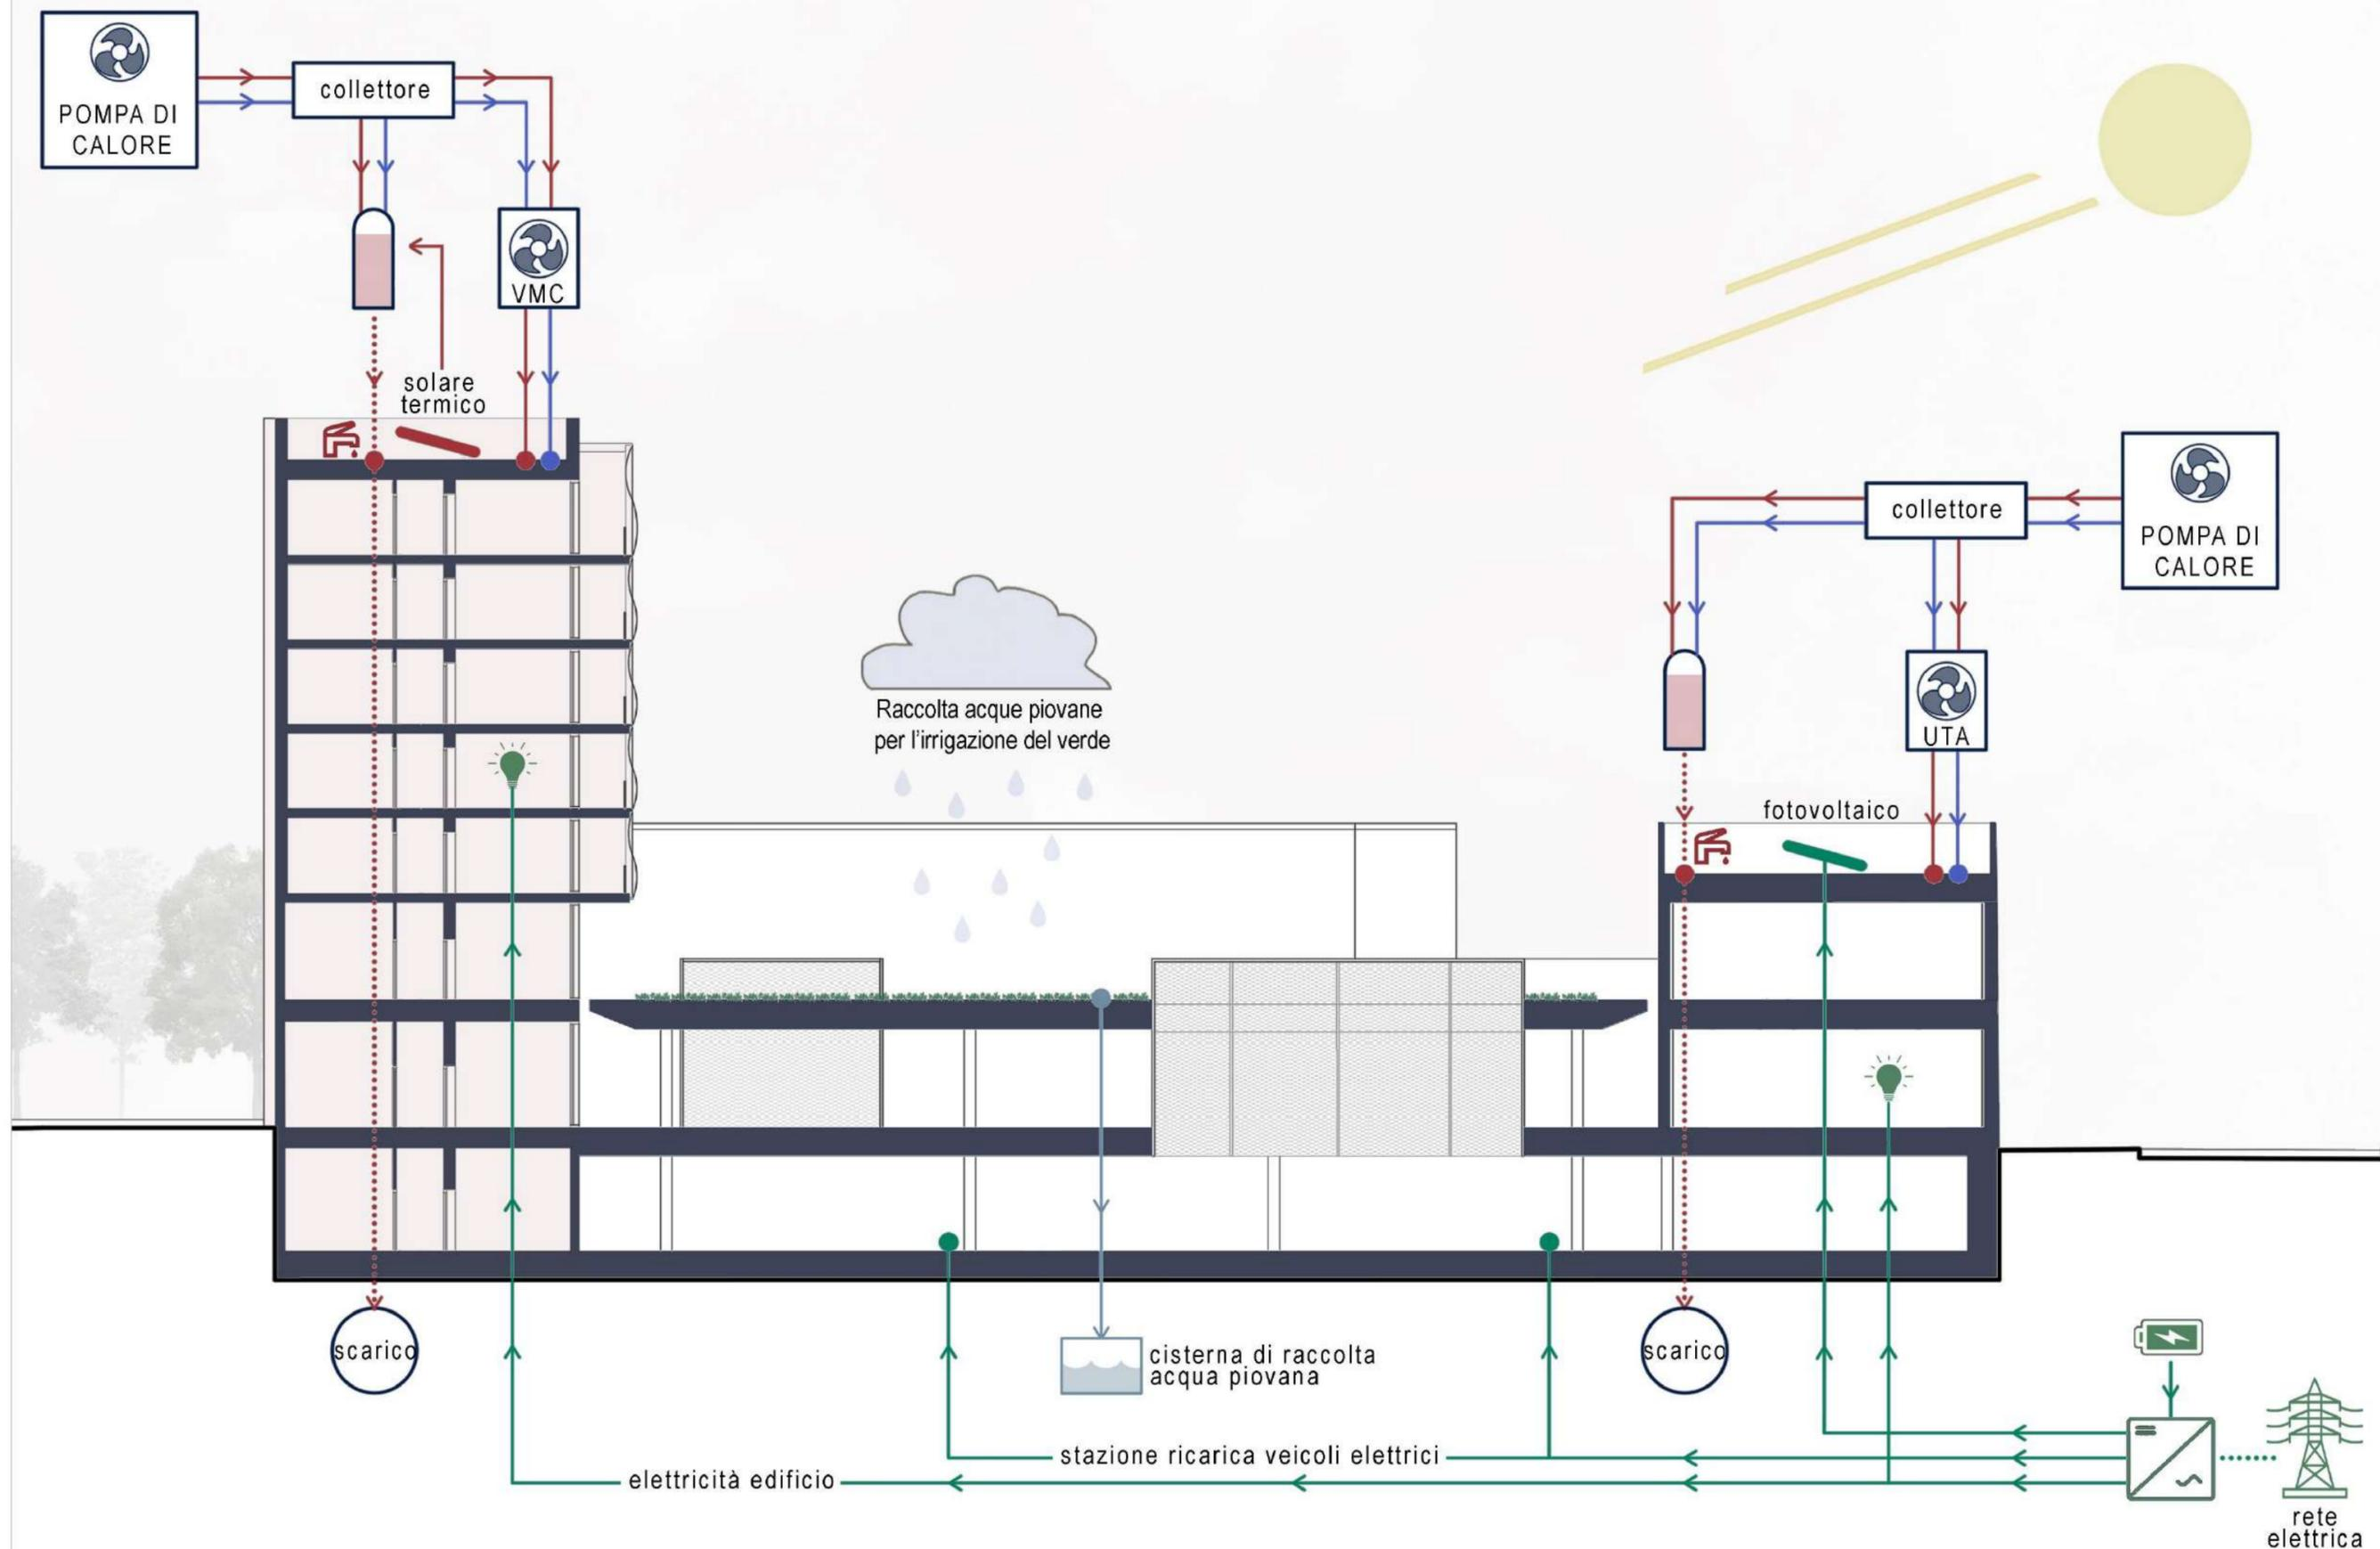 POMPA DI
CALORE
collettore
VMC
solare
termico
collettore
POMPA DI
CALORE
Raccolta acque piovane
per l'irrigazione del verde
UTA
fotovoltaico
scarico
cisterna di raccolta
acqua piovana
scarico
stazione ricarica veicoli elettrici
elettricità edificio
rete
elettrica